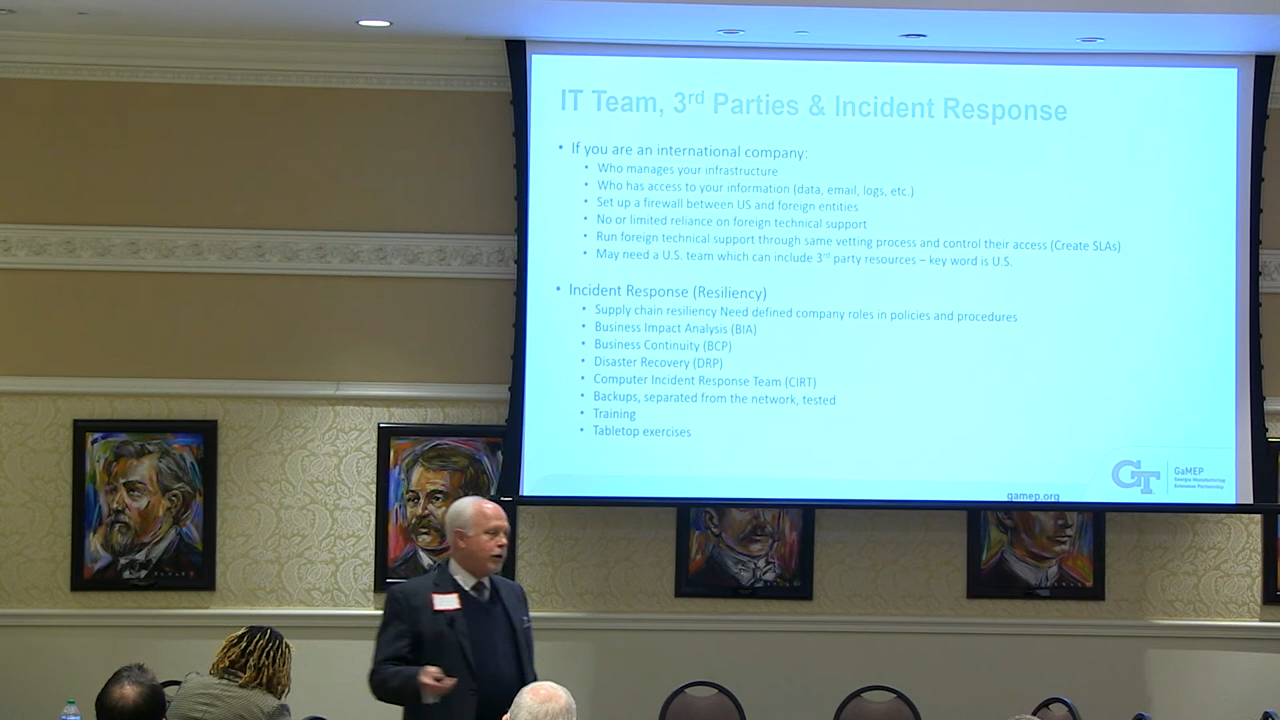 IT Team, 3rd Parties & Incident Response
• If you are an international company:
• Who manages your infrastructure
• Who has access to your information (data, email, logs, etc.)
• Set up a firewall between US and foreign entities
• No or limited reliance on foreign technical support
• Run foreign technical support through same vetting process and control their access (Create SLAs)
• May need a U.S. team which can include 3rd party resources – key word is U.S.
• Incident Response (Resiliency)
• Supply chain resiliency Need defined company roles in policies and procedures
• Business Impact Analysis (BIA)
• Business Continuity (BCP)
• Disaster Recovery (DRP)
• Computer Incident Response Team (CIRT)
• Backups, separated from the network, tested
• Training
• Tabletop exercises
GT
GaMEP
Georgia Manufacturing
Extension Partnership
gamep.org